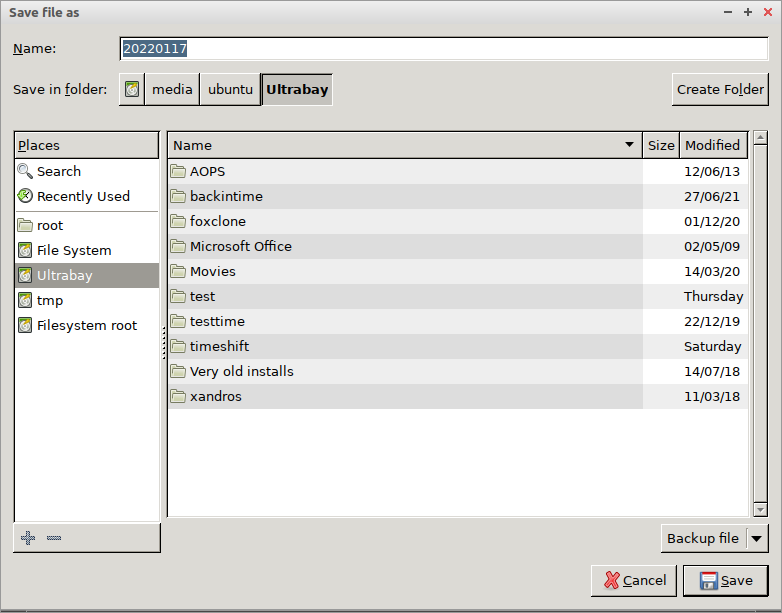 Save file as
Name: 20220117
Save in folder: media ubuntu Ultrabay Create Folder
Places
Search
Recently Used
root
File System
Ultrabay
tmp
Filesystem root
Name Size Modified
AOPS 12/06/13
backintime 27/06/21
foxclone 01/12/20
Microsoft Office 02/05/09
Movies 14/03/20
test Thursday
testtime 22/12/19
timeshift Saturday
Very old installs 14/07/18
xandros 11/03/18
Backup file
Cancel Save